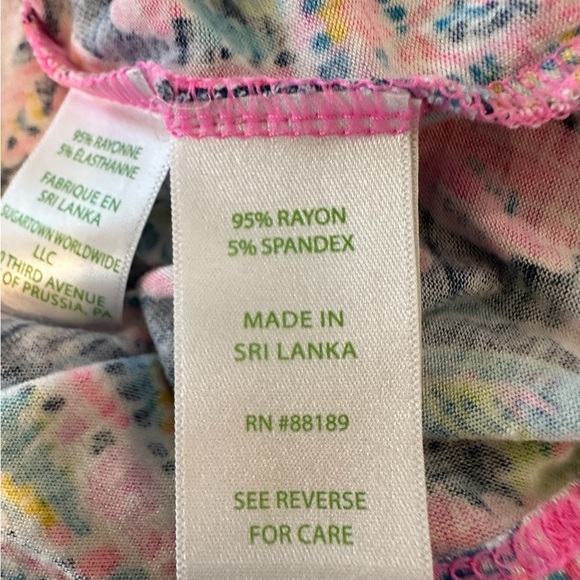 95% RAYONNE
5% ÉLASTHANNE
FABRIQUE EN
SRI LANKA
SUGARTOWN WORLDWIDE
LLC
THIRD AVENUE
OF PRUSSIA, PA
95% RAYON
5% SPANDEX
MADE IN
SRI LANKA
RN #88189
SEE REVERSE
FOR CARE